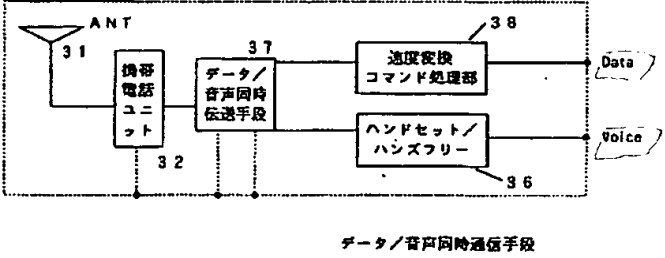 ANT
31
携帯
電話
ユニ
ット
32
37
データ/
音声同時
伝送手段
38
速度変換
コマンド処理部
Data
ヘンドセット/
ハンズフリー
36
Voice
データ/音声同時通信手段